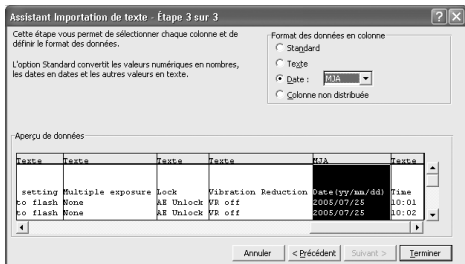 Assistant Importation de texte - Étape 3 sur 3
Cette étape vous permet de sélectionner chaque colonne et de
définir le format des données.
L'option Standard convertit les valeurs numériques en nombres,
les dates en dates et les autres valeurs en texte.
Format des données en colonne
Standard
Texte
Date : MJA
Colonne non distribuée
Aperçu de données
Texte Texte Texte Texte MJA Texte
setting Multiple exposure Lock Vibration Reduction Date(yy/mm/dd) Time
to flash None AE Unlock VR off 2005/07/25 10:01
to flash None AE Unlock VR off 2005/07/25 10:02
Annuler < Précédent Suivant > Terminer